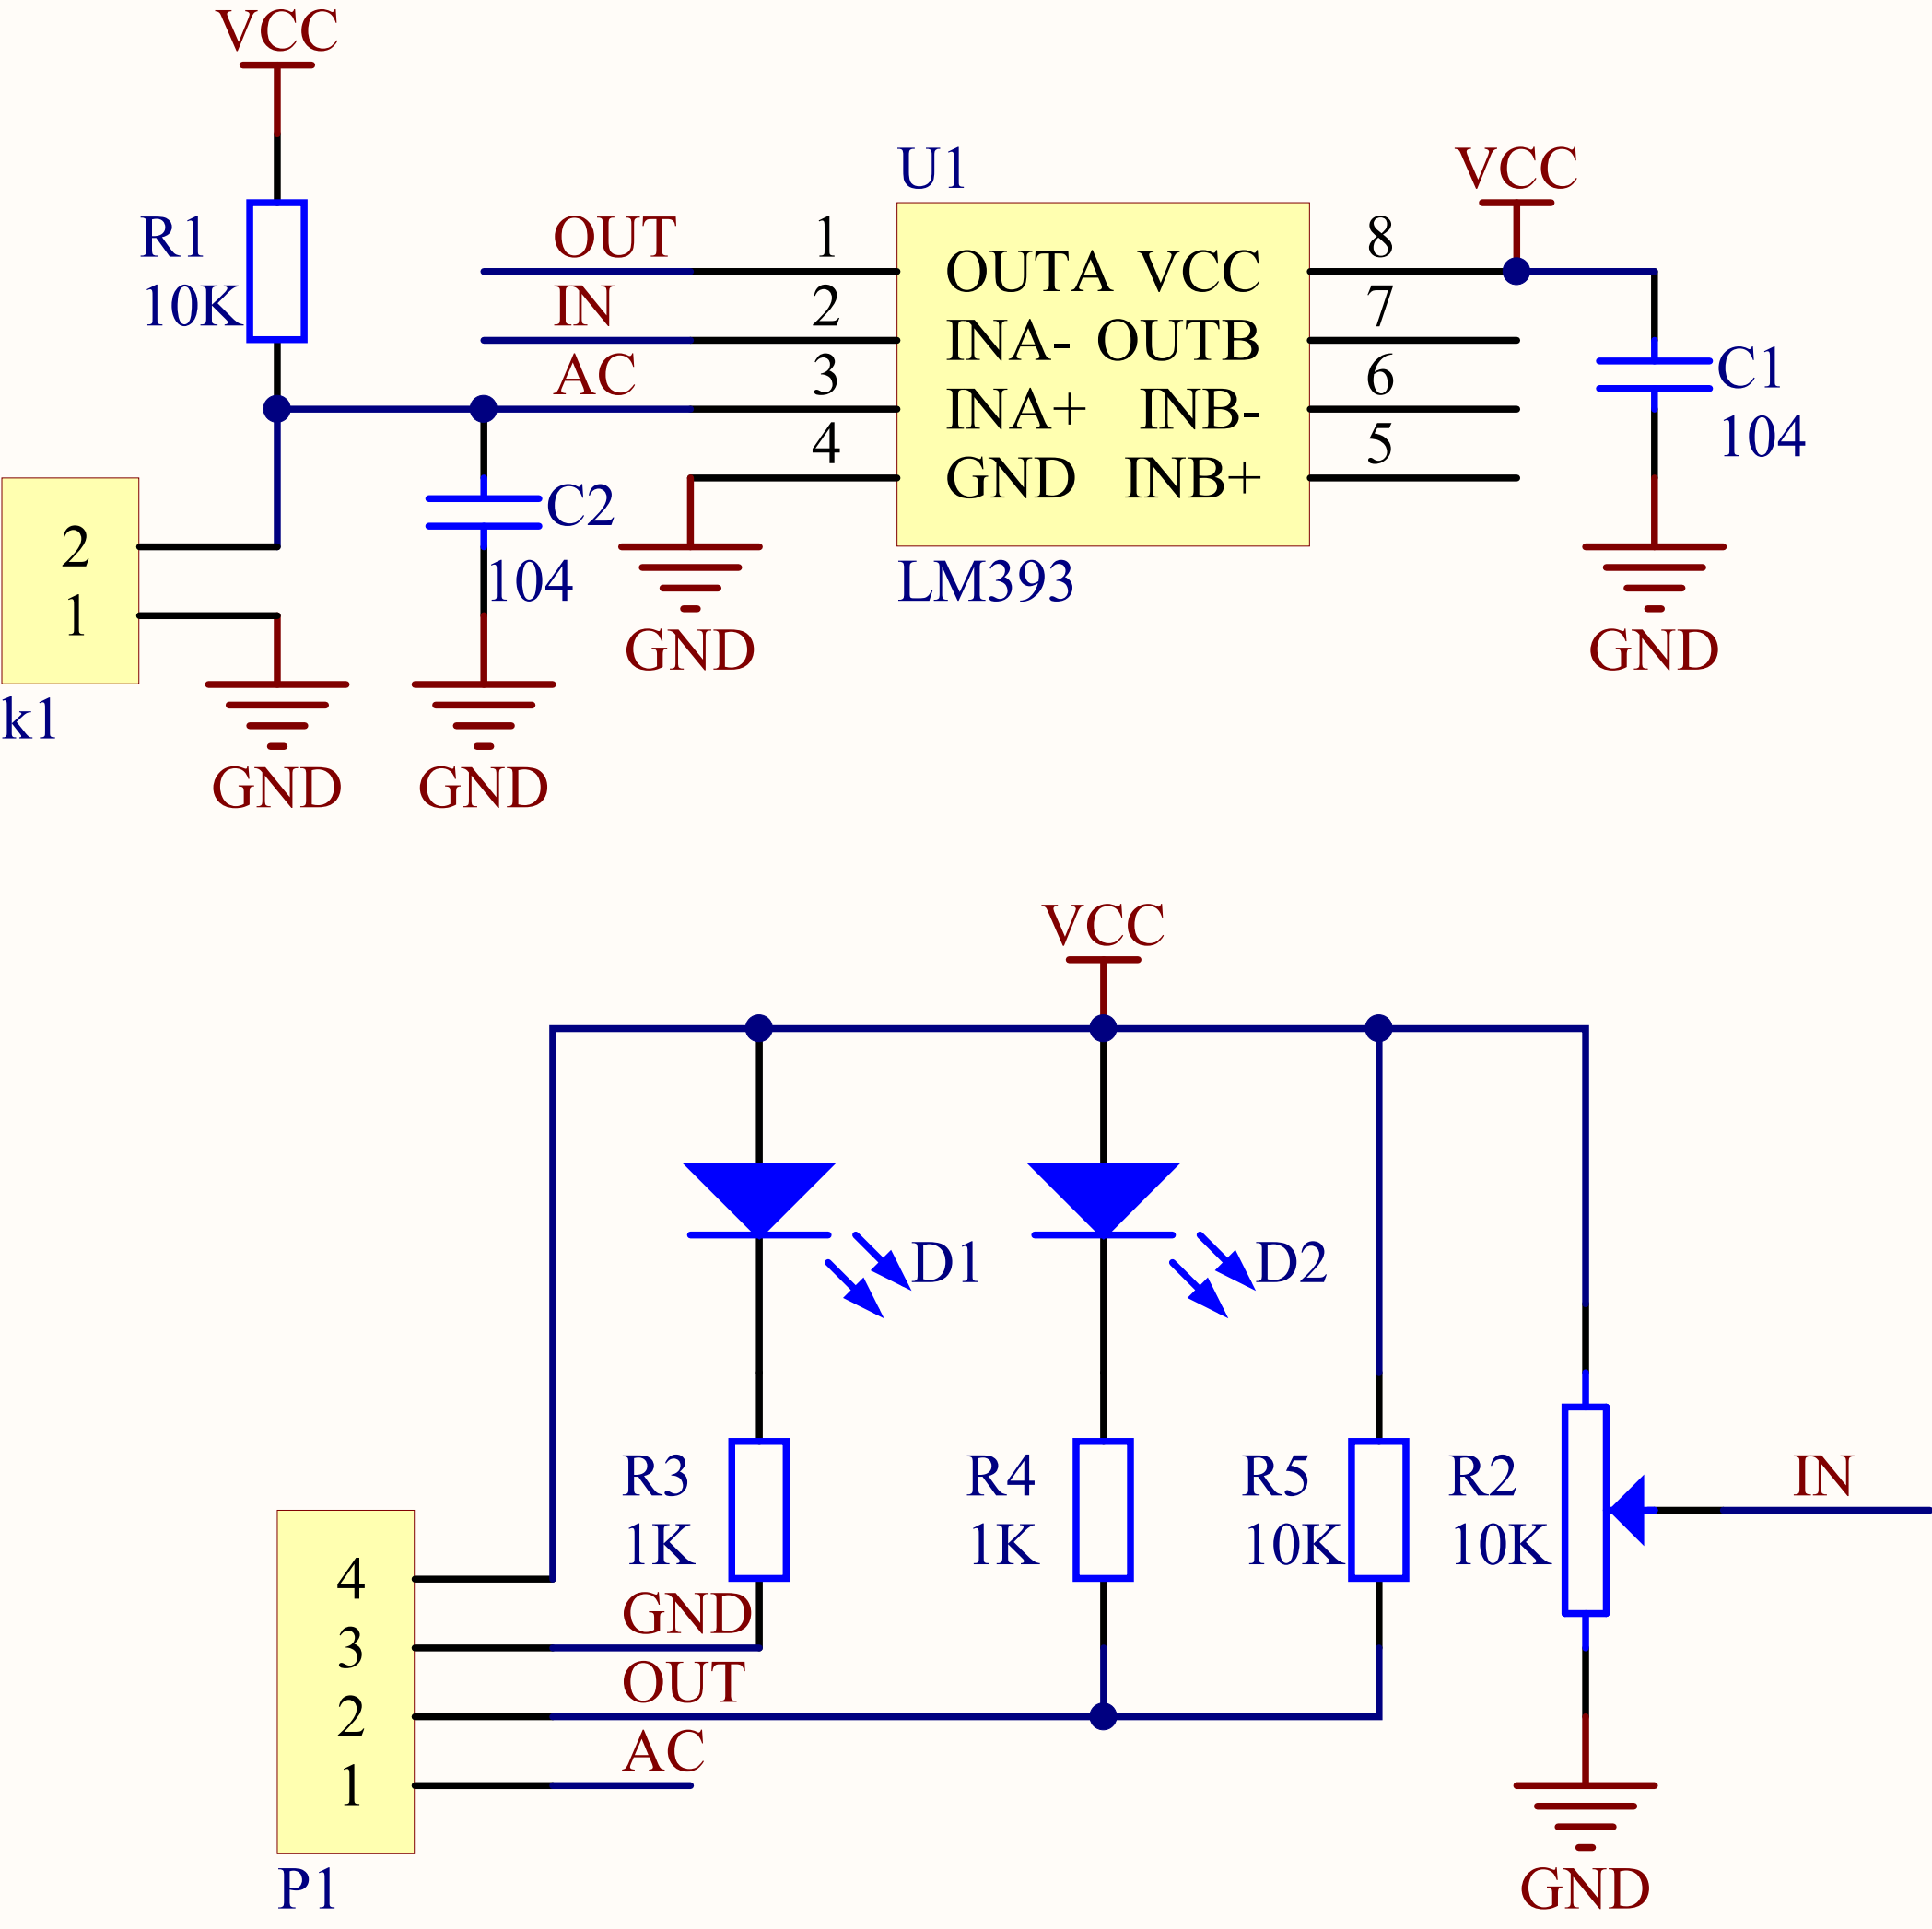 VCC
R1
10K
OUT
IN
AC
1
2
3
4
U1
OUTA VCC
INA- OUTB
INA+ INB-
GND INB+
LM393
8
7
6
5
VCC
C1
104
GND
2
1
k1
C2
104
GND
GND
GND
VCC
D1
D2
R3
1K
R4
1K
R5
10K
R2
10K
IN
4
3
2
1
P1
GND
OUT
AC
GND